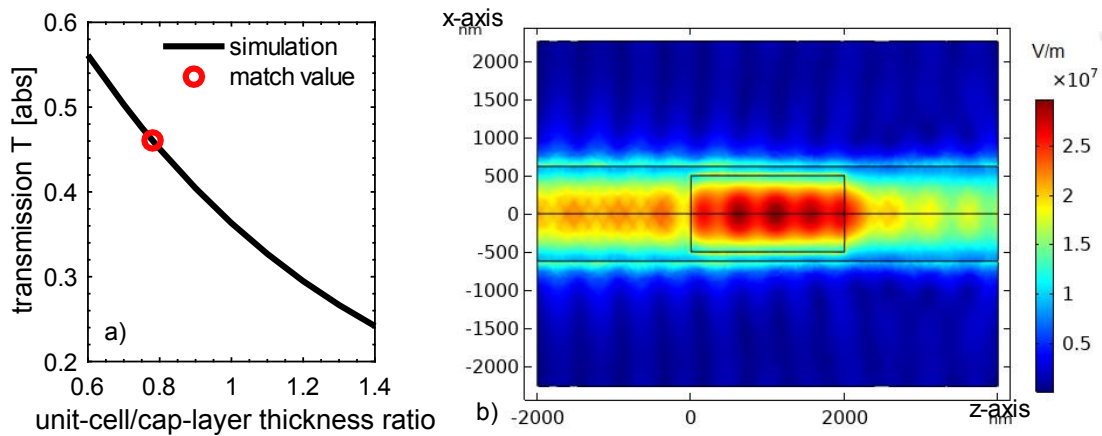 0.6
0.5
0.4
0.3
0.2
transmission T [abs]
simulation
match value
a)
0.6 0.8 1 1.2 1.4
unit-cell/cap-layer thickness ratio
x-axis
nm
2000
1500
1000
500
0
-500
-1000
-1500
-2000
b)
-2000 0 2000 nm
z-axis
V/m
×10⁷
2.5
2
1.5
1
0.5